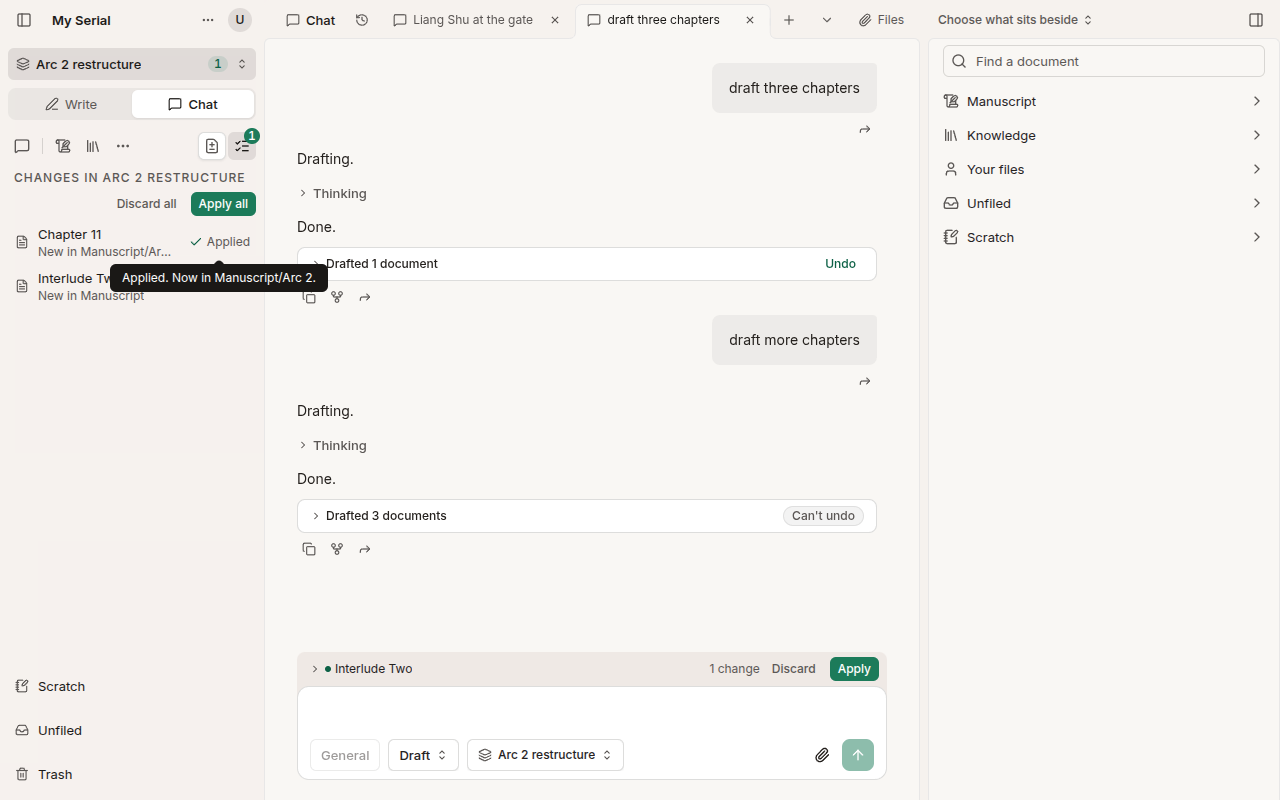 My Serial
U
Arc 2 restructure
1
Write
Chat
1
CHANGES IN ARC 2 RESTRUCTURE
Discard all
Apply all
Chapter 11
New in Manuscript/Ar...
Applied
Interlude Tw
New in Manuscript
Applied. Now in Manuscript/Arc 2.
Scratch
Unfiled
Trash
Chat
Liang Shu at the gate
draft three chapters
Files
draft three chapters
Drafting.
Thinking
Done.
Drafted 1 document
Undo
draft more chapters
Drafting.
Thinking
Done.
Drafted 3 documents
Can't undo
Interlude Two
1 change
Discard
Apply
General
Draft
Arc 2 restructure
Choose what sits beside
Find a document
Manuscript
Knowledge
Your files
Unfiled
Scratch